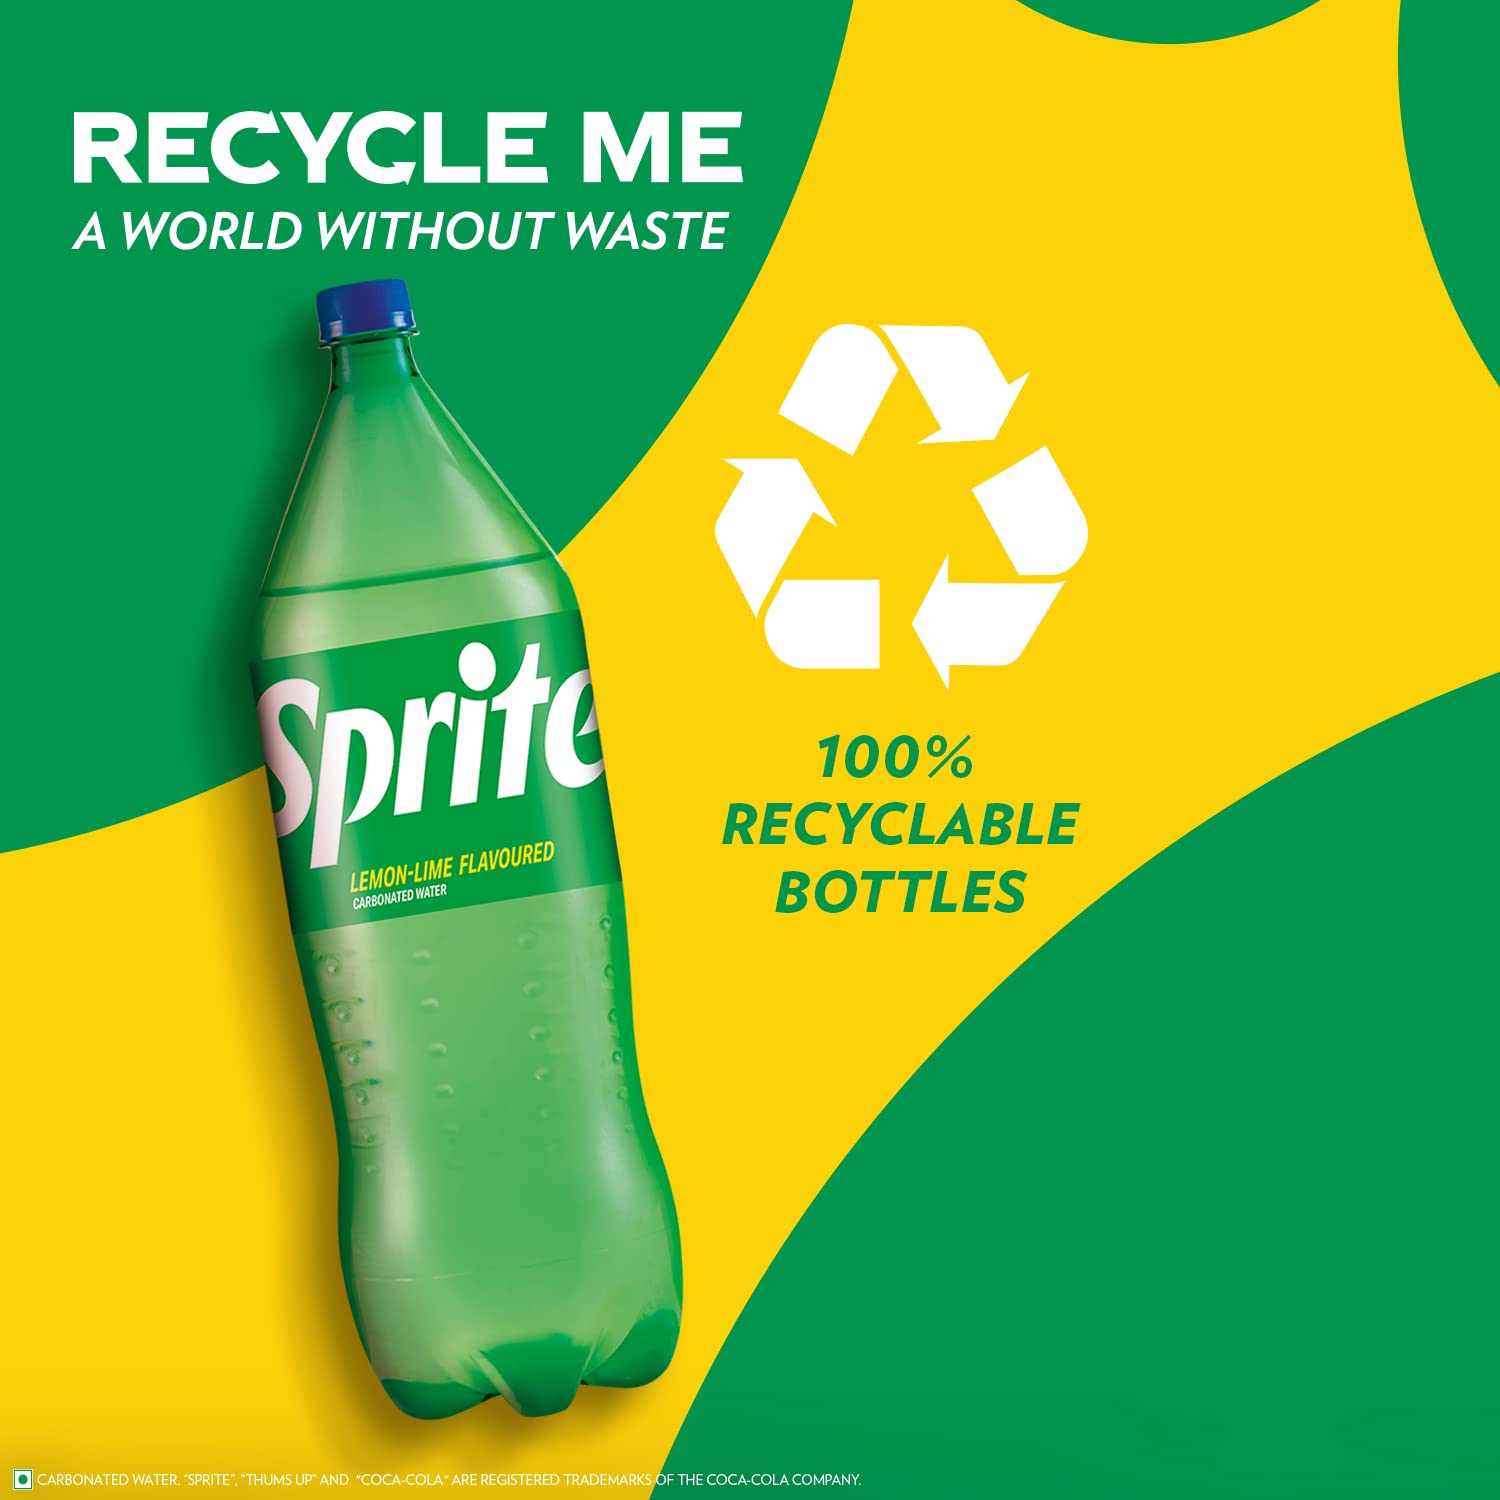 RECYCLE ME
A WORLD WITHOUT WASTE
Sprite
LEMON-LIME FLAVOURED
CARBONATED WATER
100%
RECYCLABLE
BOTTLES
CARBONATED WATER. "SPRITE", "THUMS UP" AND "COCA-COLA" ARE REGISTERED TRADEMARKS OF THE COCA-COLA COMPANY.